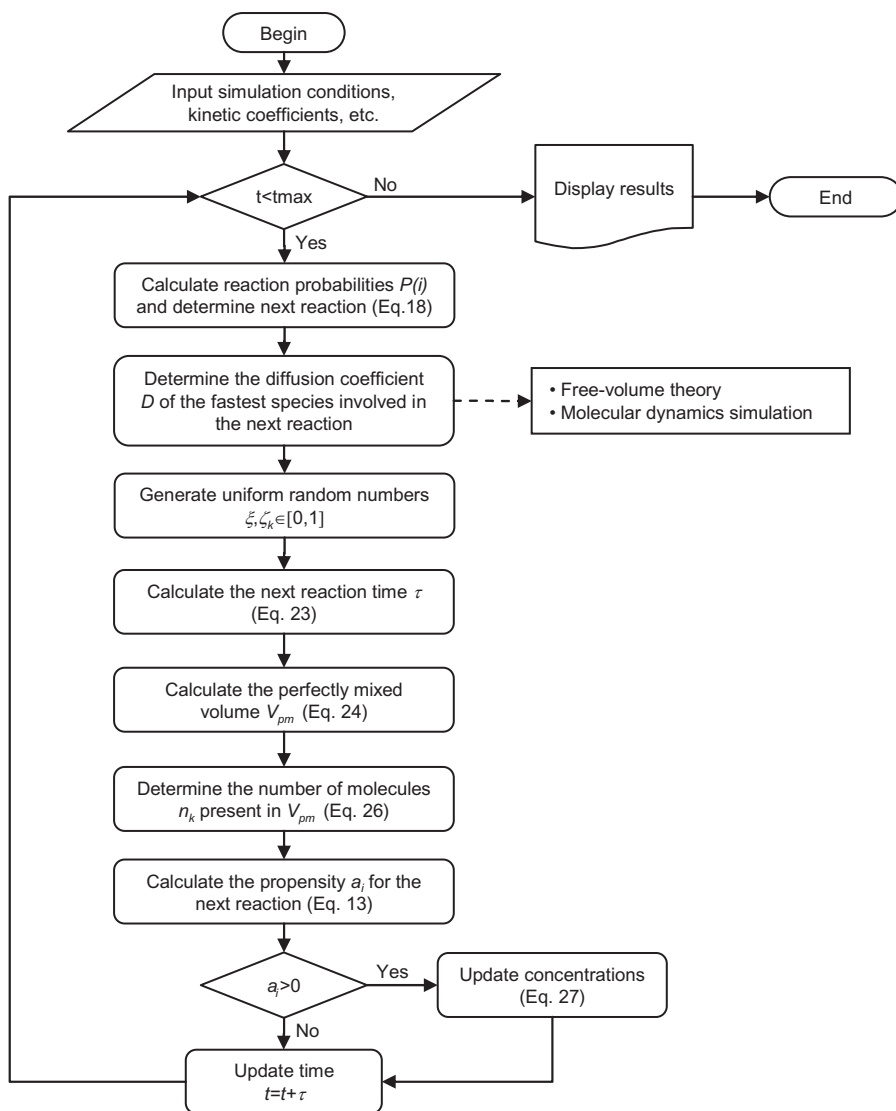 Begin
Input simulation conditions,
kinetic coefficients, etc.
t<tmax
No
Display results
End
Yes
Calculate reaction probabilities P(i)
and determine next reaction (Eq.18)
Determine the diffusion coefficient
D of the fastest species involved in
the next reaction
• Free-volume theory
• Molecular dynamics simulation
Generate uniform random numbers
ξ,ζₖ∈[0,1]
Calculate the next reaction time τ
(Eq. 23)
Calculate the perfectly mixed
volume Vpm (Eq. 24)
Determine the number of molecules
nₖ present in Vpm (Eq. 26)
Calculate the propensity aᵢ for the
next reaction (Eq. 13)
aᵢ>0
Yes
Update concentrations
(Eq. 27)
No
Update time
t=t+τ